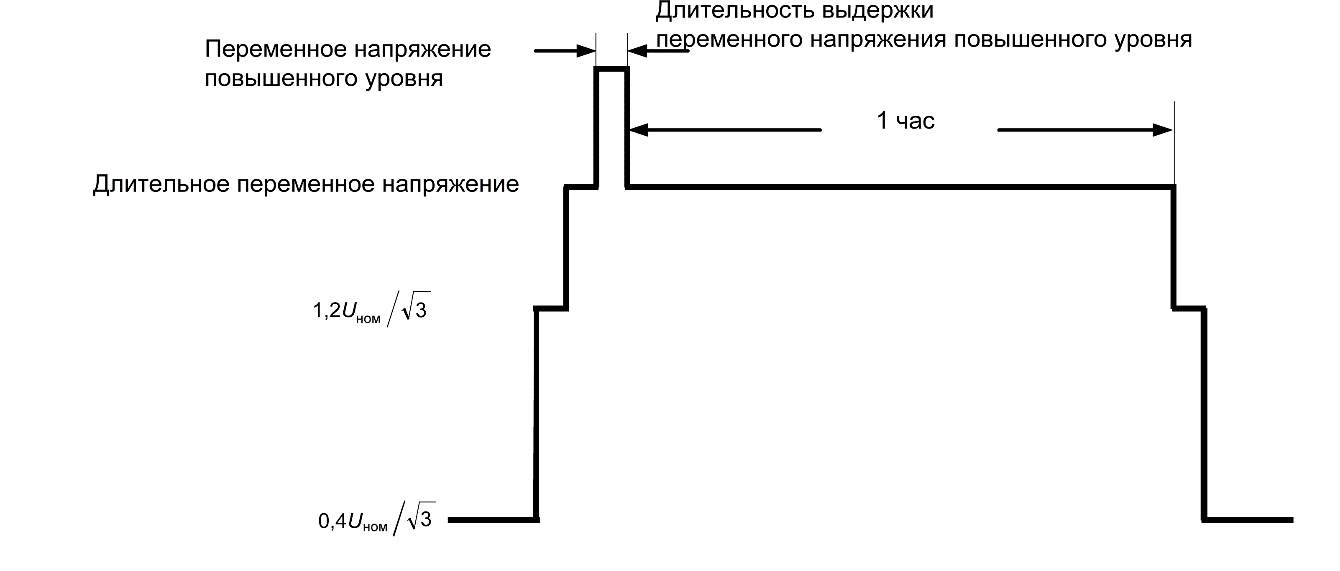 Длительность выдержки
переменного напряжения повышенного уровня
Переменное напряжение
повышенного уровня
1 час
Длительное переменное напряжение
1,2Uном/√3
0,4Uном/√3